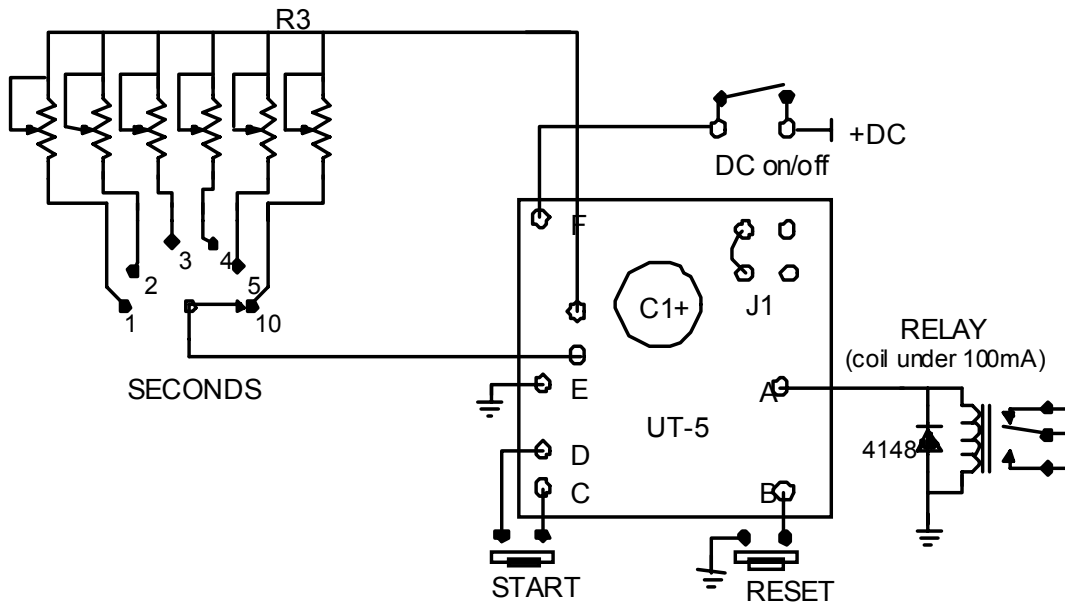 R3
+DC
DC on/off
F
C1+
J1
1
2
3
4
5
10
SECONDS
E
UT-5
A
RELAY
(coil under 100mA)
4148
D
C
B
START
RESET